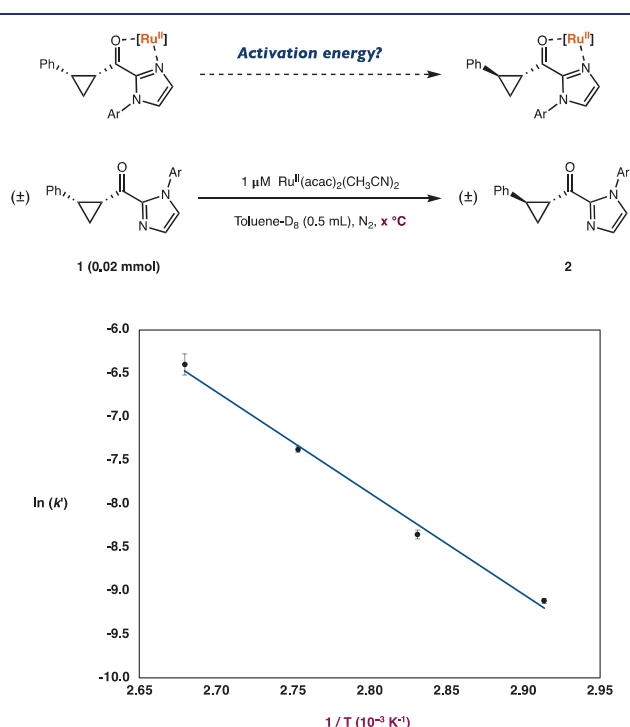 O [Ru^II]
Activation energy?
O [Ru^II]
Ph
N
Ph
N
Ar
N
Ar
N
(±)
Ph
O
Ar
N
N
1 µM Ru^II(acac)₂(CH₃CN)₂
Toluene-D₈ (0.5 mL), N₂, x °C
(±)
Ph
O
Ar
N
N
1 (0.02 mmol)
2
-6.0
-6.5
-7.0
-7.5
-8.0
-8.5
-9.0
-9.5
-10.0
ln (k')
2.65
2.70
2.75
2.80
2.85
2.90
2.95
1 / T (10⁻³ K⁻¹)